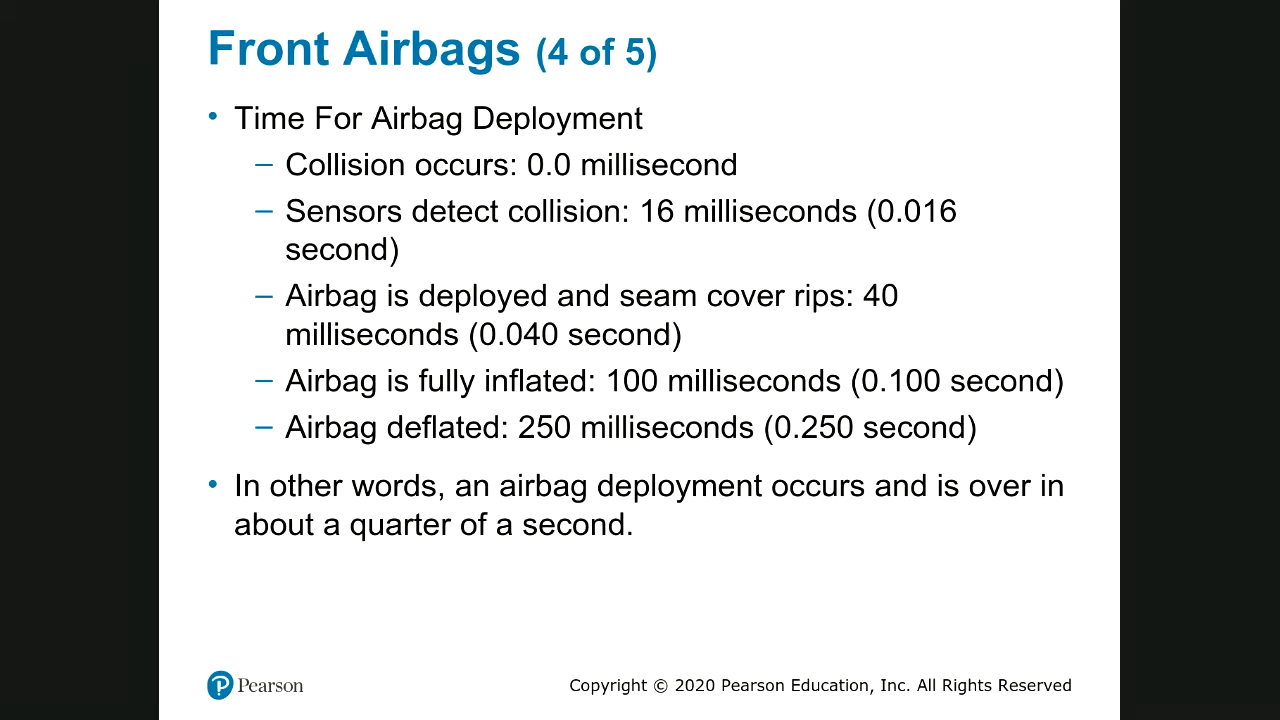 Front Airbags (4 of 5)
• Time For Airbag Deployment
– Collision occurs: 0.0 millisecond
– Sensors detect collision: 16 milliseconds (0.016
second)
– Airbag is deployed and seam cover rips: 40
milliseconds (0.040 second)
– Airbag is fully inflated: 100 milliseconds (0.100 second)
– Airbag deflated: 250 milliseconds (0.250 second)
• In other words, an airbag deployment occurs and is over in
about a quarter of a second.
P Pearson
Copyright © 2020 Pearson Education, Inc. All Rights Reserved